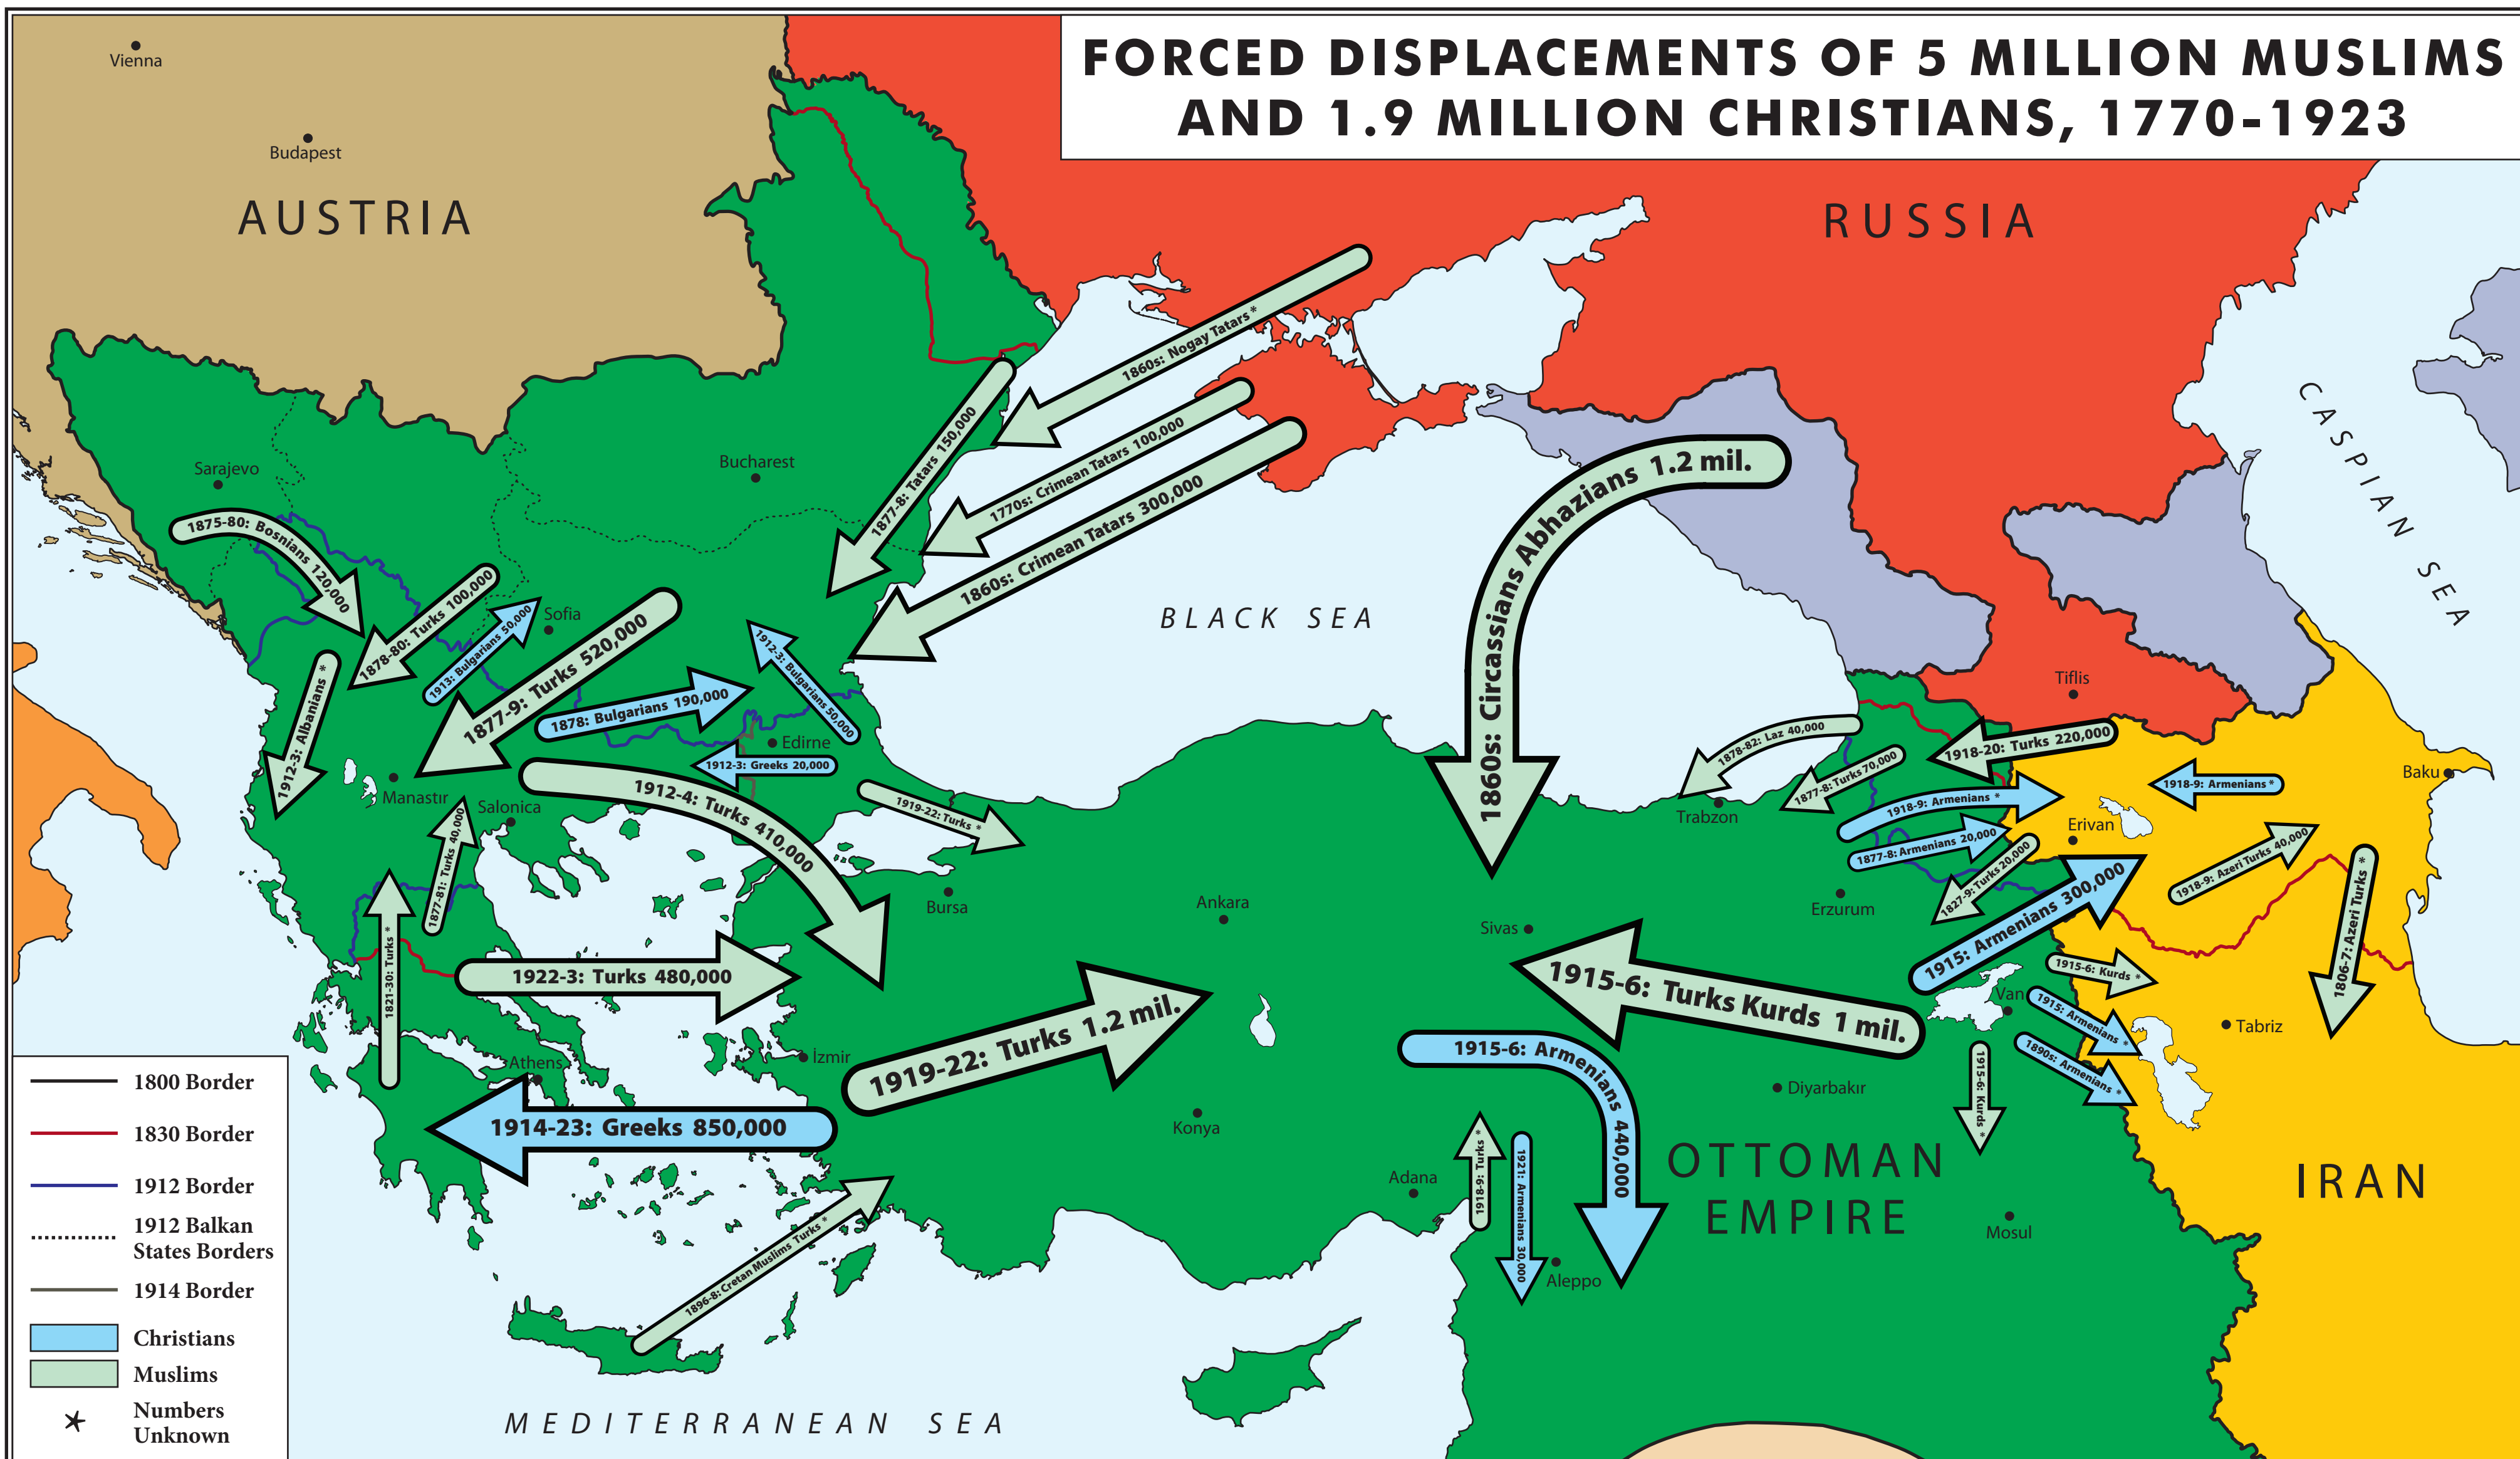 FORCED DISPLACEMENTS OF 5 MILLION MUSLIMS
AND 1.9 MILLION CHRISTIANS, 1770-1923
Vienna
Budapest
AUSTRIA
RUSSIA
CASPIAN SEA
BLACK SEA
1860s: Nogay Tatars *
1770s: Crimean Tatars 100,000
1860s: Crimean Tatars 300,000
1877-8: Tatars 150,000
1860s: Circassians Abhazians 1.2 mil.
Sarajevo
Bucharest
1875-80: Bosnians 120,000
1878-80: Turks 100,000
1913: Bulgarians 50,000
Sofia
1877-9: Turks 520,000
1912-3: Bulgarians 50,000
1878: Bulgarians 190,000
1912-3: Albanians *
Edirne
1912-3: Greeks 20,000
Manastır
Salonica
1912-4: Turks 410,000
1919-22: Turks *
1877-81: Turks 40,000
1821-30: Turks *
Bursa
Ankara
Sivas
1922-3: Turks 480,000
Athens
İzmir
1919-22: Turks 1.2 mil.
1914-23: Greeks 850,000
Konya
1896-8: Cretan Muslims Turks *
Tiflis
1878-82: Laz 40,000
1918-20: Turks 220,000
1877-8: Turks 70,000
Trabzon
1918-9: Armenians *
1918-9: Armenians *
Baku
Erivan
1877-8: Armenians 20,000
1827-9: Turks 20,000
1918-9: Azeri Turks 40,000
Erzurum
1915: Armenians 300,000
1806-7: Azeri Turks *
1915-6: Turks Kurds 1 mil.
1915-6: Kurds *
Van
1915: Armenians *
Tabriz
1890s: Armenians *
1915-6: Kurds *
1915-6: Armenians 440,000
Diyarbakır
Adana
1918-9: Turks *
1921: Armenians 30,000
Aleppo
OTTOMAN
EMPIRE
Mosul
IRAN
MEDITERRANEAN SEA
1800 Border
1830 Border
1912 Border
1912 Balkan
States Borders
1914 Border
Christians
Muslims
* Numbers
Unknown